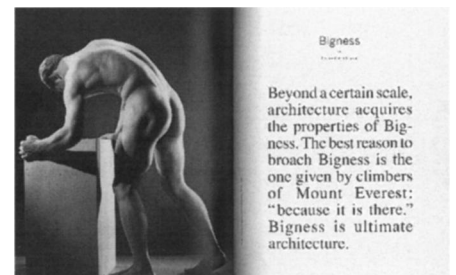 Bigness
Beyond a certain scale,
architecture acquires
the properties of Big-
ness. The best reason to
broach Bigness is the
one given by climbers
of Mount Everest:
"because it is there."
Bigness is ultimate
architecture.